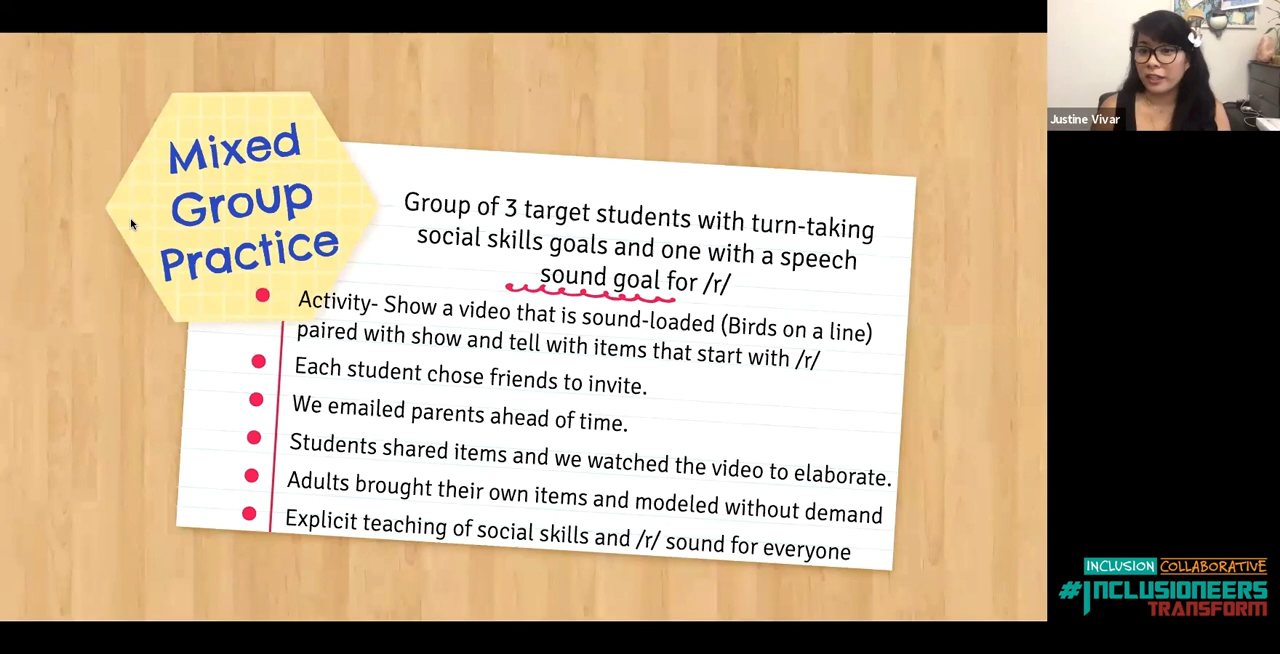 Mixed
Group
Practice
Group of 3 target students with turn-taking
social skills goals and one with a speech
sound goal for /r/
Activity- Show a video that is sound-loaded (Birds on a line)
paired with show and tell with items that start with /r/
Each student chose friends to invite.
We emailed parents ahead of time.
Students shared items and we watched the video to elaborate.
Adults brought their own items and modeled without demand
Explicit teaching of social skills and /r/ sound for everyone
Justine Vivar
INCLUSION COLLABORATIVE
#INCLUSIONEERS
TRANSFORM